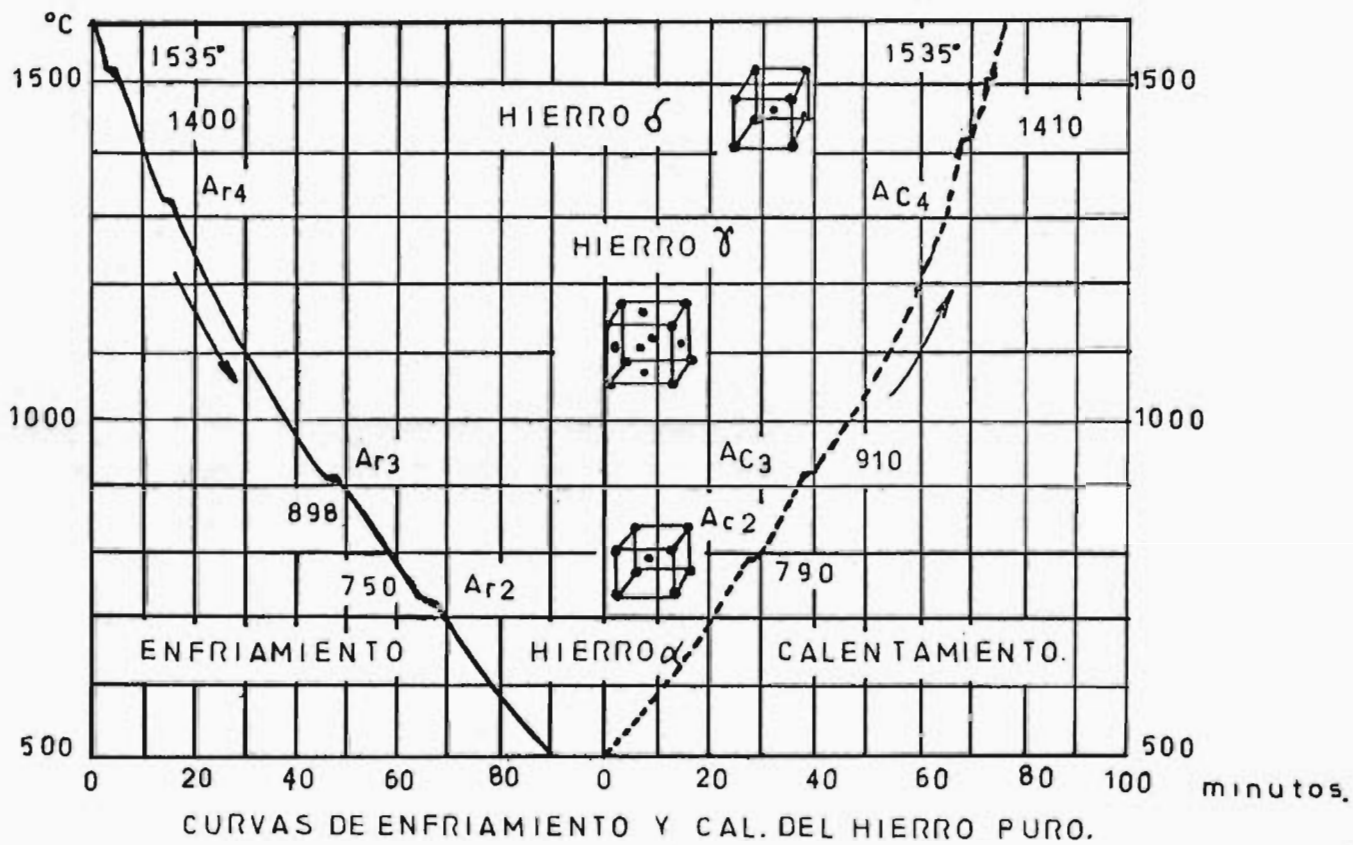 °C
1535°
1535°
1500
1500
HIERRO δ
1400
1410
Ar4
AC4
HIERRO γ
1000
1000
Ar3
AC3
910
898
Ac2
750
Ar2
790
ENFRIAMIENTO
HIERRO α
CALENTAMIENTO.
500
500
0 20 40 60 80 0 20 40 60 80 100 minutos.
CURVAS DE ENFRIAMIENTO Y CAL. DEL HIERRO PURO.